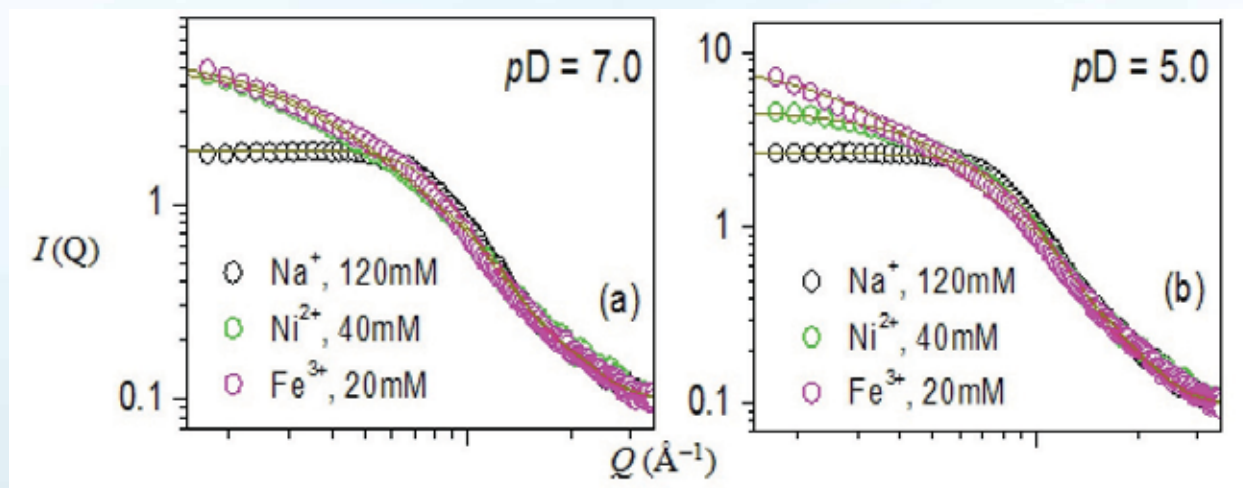 pD = 7.0
1
I(Q)
Na⁺, 120mM
Ni²⁺, 40mM
Fe³⁺, 20mM
(a)
0.1
10
pD = 5.0
1
Na⁺, 120mM
Ni²⁺, 40mM
Fe³⁺, 20mM
(b)
0.1
Q (Å⁻¹)